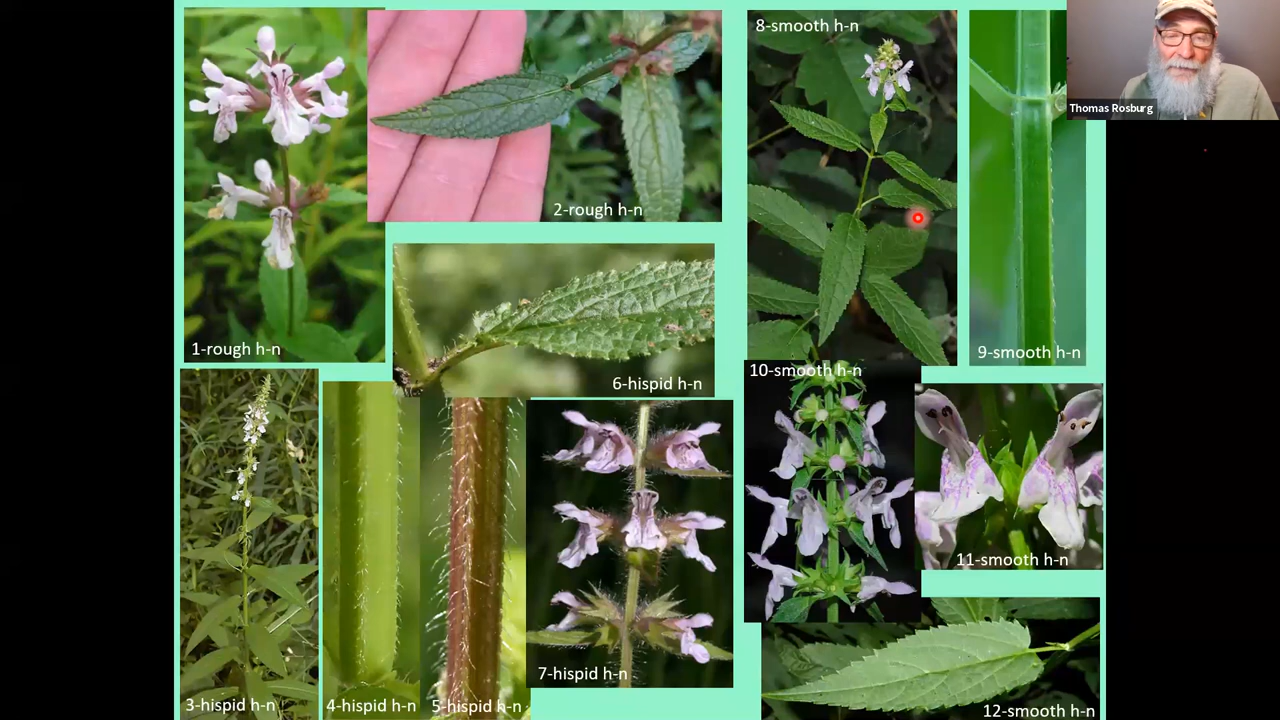 8-smooth h-n
Thomas Rosburg
2-rough h-n
1-rough h-n
9-smooth h-n
6-hispid h-n
10-smooth h-n
11-smooth h-n
7-hispid h-n
3-hispid h-n
4-hispid h-n
5-hispid h-n
12-smooth h-n